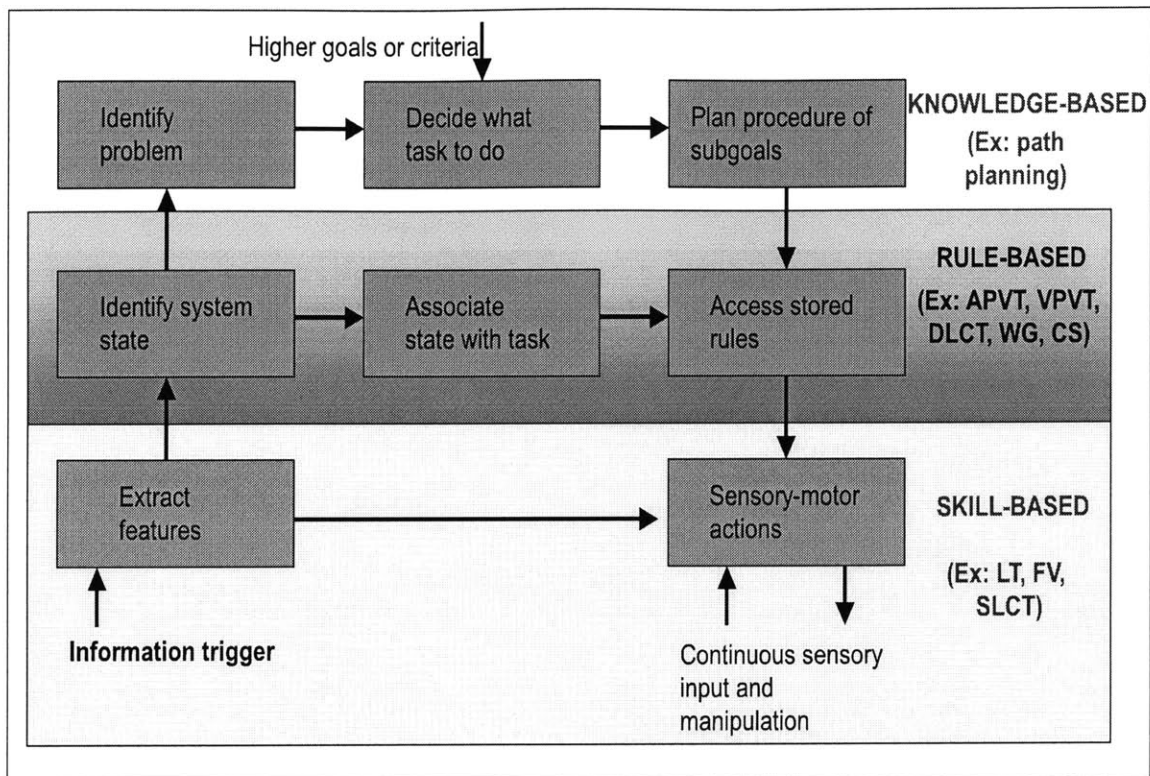 Higher goals or criteria
Identify
problem
Decide what
task to do
Plan procedure of
subgoals
KNOWLEDGE-BASED
(Ex: path
planning)
Identify system
state
Associate
state with task
Access stored
rules
RULE-BASED
(Ex: APVT, VPVT,
DLCT, WG, CS)
Extract
features
Sensory-motor
actions
SKILL-BASED
(Ex: LT, FV,
SLCT)
Information trigger
Continuous sensory
input and
manipulation